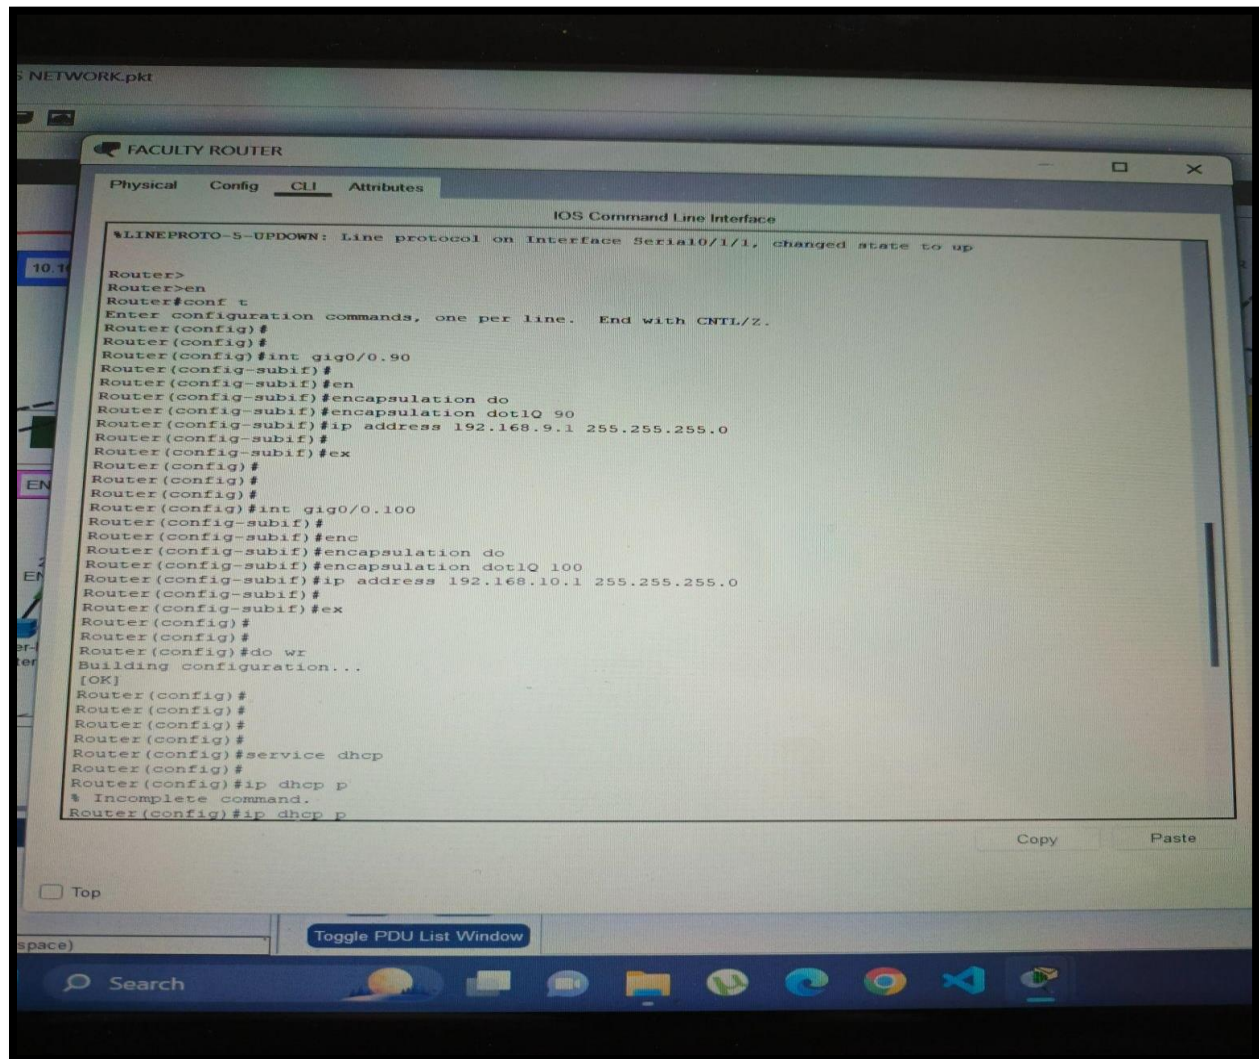 S NETWORK.pkt
FACULTY ROUTER
Physical Config CLI Attributes
IOS Command Line Interface
%LINEPROTO-5-UPDOWN: Line protocol on Interface Serial0/1/1, changed state to up
10.1
Router>
Router>en
Router#conf t
Enter configuration commands, one per line. End with CNTL/Z.
Router(config)#
Router(config)#
Router(config)#int gig0/0.90
Router(config-subif)#
Router(config-subif)#en
Router(config-subif)#encapsulation do
Router(config-subif)#encapsulation dot1Q 90
Router(config-subif)#ip address 192.168.9.1 255.255.255.0
Router(config-subif)#
Router(config-subif)#ex
Router(config)#
Router(config)#
EN
Router(config)#
Router(config)#int gig0/0.100
Router(config-subif)#
Router(config-subif)#enc
Router(config-subif)#encapsulation do
Router(config-subif)#encapsulation dot1Q 100
EN
Router(config-subif)#ip address 192.168.10.1 255.255.255.0
Router(config-subif)#
Router(config-subif)#ex
Router(config)#
Router(config)#
Router(config)#do wr
Building configuration...
[OK]
Router(config)#
Router(config)#
Router(config)#
Router(config)#
Router(config)#service dhcp
Router(config)#
Router(config)#ip dhcp p
% Incomplete command.
Router(config)#ip dhcp p
Copy Paste
Top
Toggle PDU List Window
space)
Search